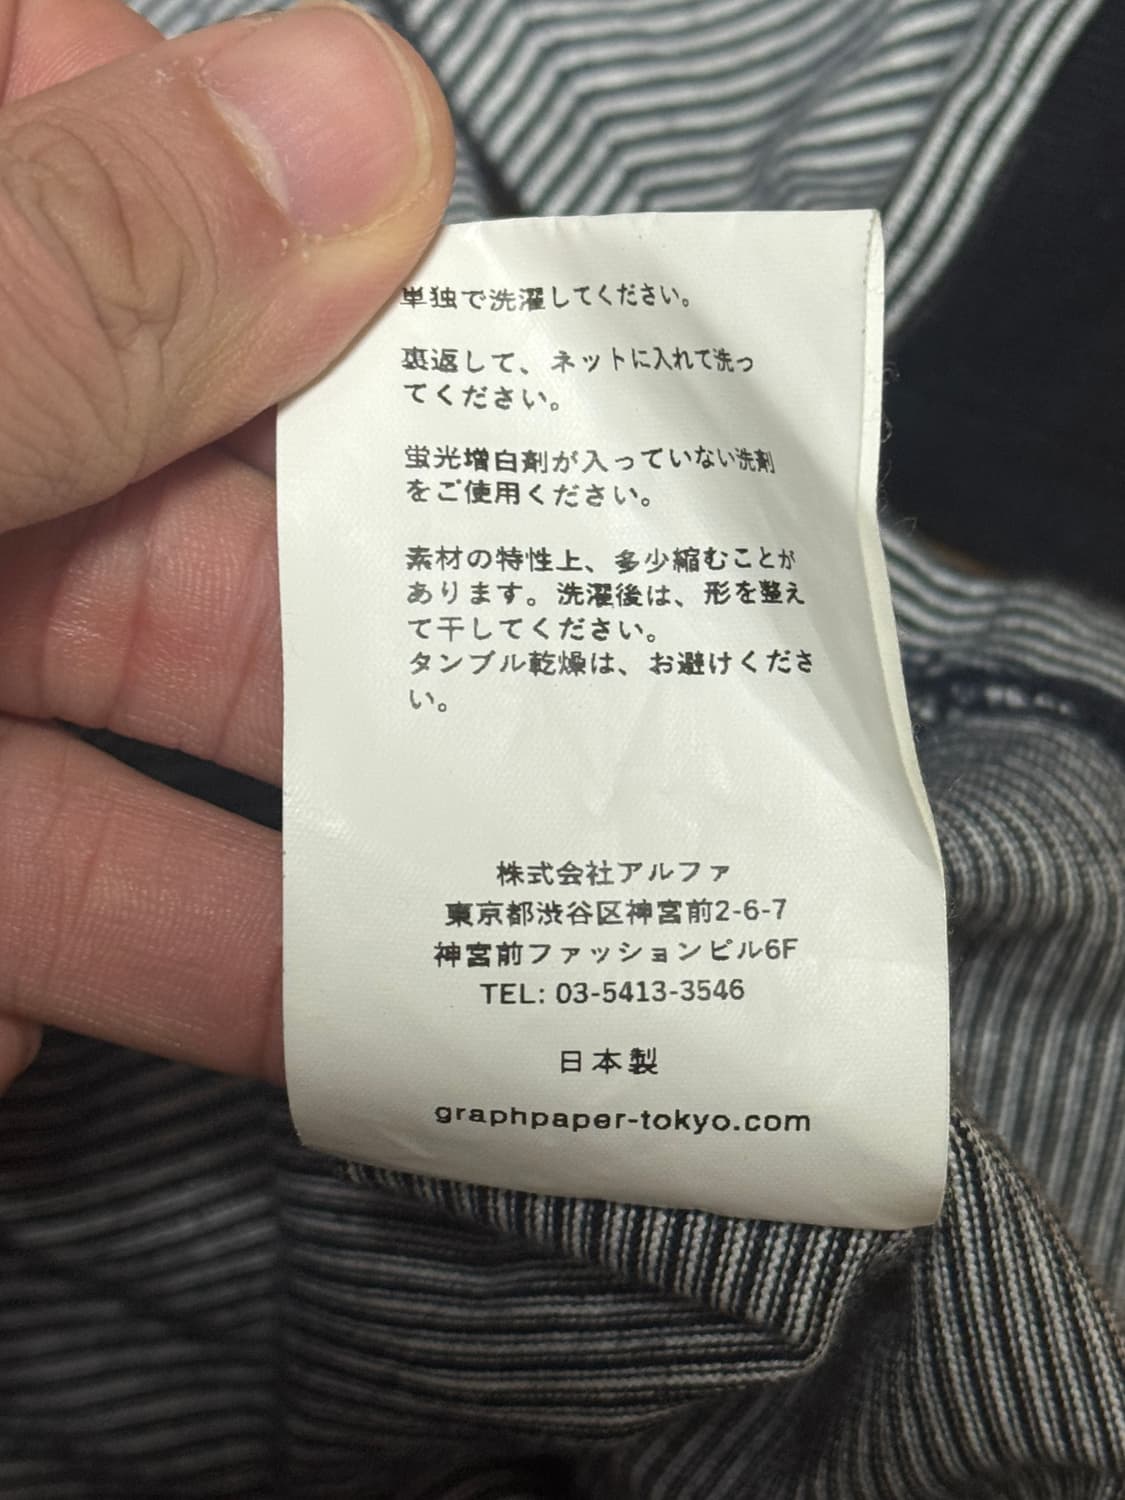 単独で洗濯してください。
裏返して、ネットに入れて洗っ
てください。
蛍光増白剤が入っていない洗剤
をご使用ください。
素材の特性上、多少縮むことが
あります。洗濯後は、形を整え
て干してください。
タンブル乾燥は、お避けくださ
い。
株式会社アルファ
東京都渋谷区神宮前2-6-7
神宮前ファッションビル6F
TEL: 03-5413-3546
日本製
graphpaper-tokyo.com